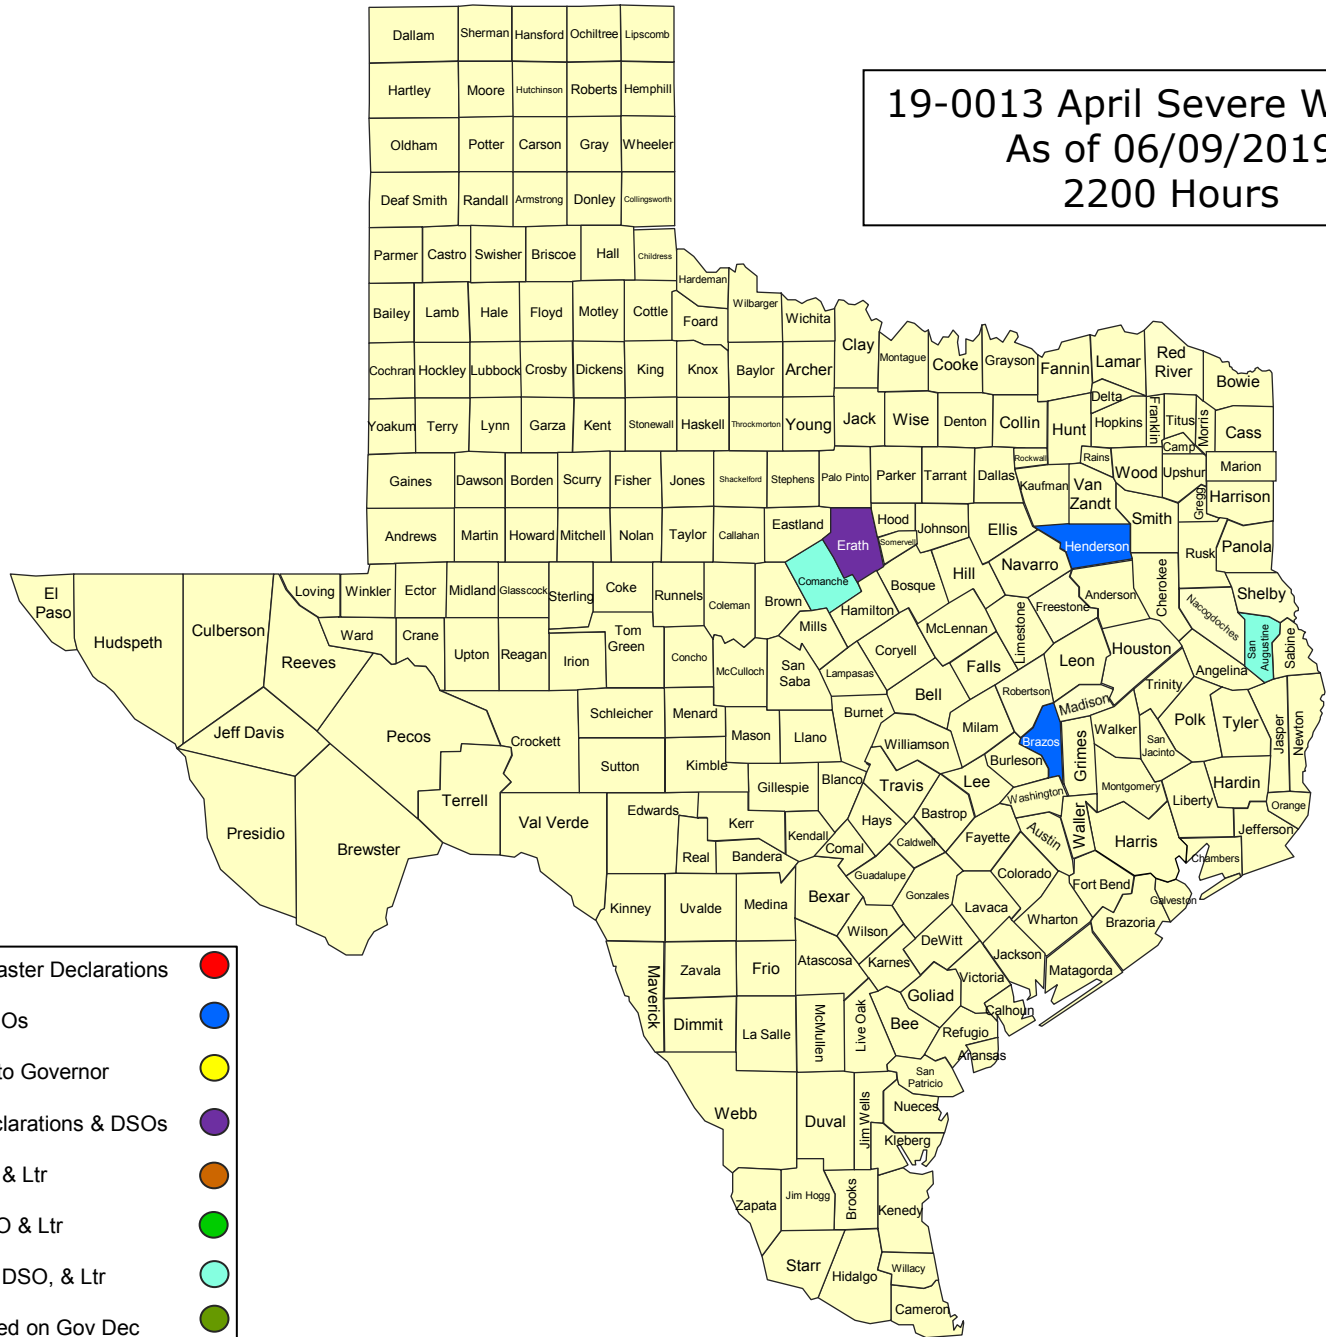 Dallam
Sherman
Hansford
Ochiltree
Lipscomb
Hartley
Moore
Hutchinson
Roberts
Hemphill
19-0013 April Severe W
As of 06/09/2019
2200 Hours
Oldham
Potter
Carson
Gray
Wheeler
Deaf Smith
Randall
Armstrong
Donley
Collingsworth
Parmer
Castro
Swisher
Briscoe
Hall
Childress
Hardeman
Bailey
Lamb
Hale
Floyd
Motley
Cottle
Foard
Wilbarger
Wichita
Clay
Montague
Cooke
Grayson
Fannin
Lamar
Red
River
Bowie
Cochran
Hockley
Lubbock
Crosby
Dickens
King
Knox
Baylor
Archer
Delta
Yoakum
Terry
Lynn
Garza
Kent
Stonewall
Haskell
Throckmorton
Young
Jack
Wise
Denton
Collin
Hunt
Hopkins
Franklin
Titus
Morris
Cass
Camp
Gaines
Dawson
Borden
Scurry
Fisher
Jones
Shackelford
Stephens
Palo Pinto
Parker
Tarrant
Dallas
Rockwall
Kaufman
Rains
Van
Zandt
Wood
Upshur
Marion
Gregg
Harrison
Andrews
Martin
Howard
Mitchell
Nolan
Taylor
Callahan
Eastland
Erath
Hood
Somervell
Johnson
Ellis
Henderson
Smith
Rusk
Panola
El
Paso
Hudspeth
Culberson
Loving
Winkler
Ector
Midland
Glasscock
Sterling
Coke
Runnels
Coleman
Brown
Comanche
Hamilton
Bosque
Hill
Navarro
Freestone
Anderson
Cherokee
Nacogdoches
Shelby
San
Augustine
Sabine
Reeves
Ward
Crane
Upton
Reagan
Irion
Tom
Green
Concho
McCulloch
San
Saba
Mills
Lampasas
Coryell
McLennan
Limestone
Falls
Leon
Houston
Angelina
Trinity
Jeff Davis
Pecos
Crockett
Schleicher
Menard
Mason
Llano
Burnet
Bell
Milam
Robertson
Madison
Brazos
Grimes
Walker
San
Jacinto
Polk
Tyler
Jasper
Newton
Sutton
Kimble
Gillespie
Blanco
Williamson
Travis
Lee
Burleson
Washington
Montgomery
Liberty
Hardin
Orange
Presidio
Brewster
Terrell
Val Verde
Edwards
Kerr
Real
Bandera
Kendall
Comal
Hays
Caldwell
Bastrop
Fayette
Austin
Waller
Harris
Jefferson
Chambers
Kinney
Uvalde
Medina
Bexar
Guadalupe
Gonzales
Lavaca
Colorado
Fort Bend
Galveston
Wharton
Brazoria
Wilson
DeWitt
Jackson
Matagorda
Maverick
Zavala
Frio
Atascosa
Karnes
Goliad
Victoria
Calhoun
Dimmit
La Salle
McMullen
Live Oak
Bee
Refugio
Aransas
San
Patricio
Webb
Duval
Jim Wells
Nueces
Kleberg
Zapata
Jim Hogg
Brooks
Kenedy
Starr
Hidalgo
Willacy
Cameron
aster Declarations
Os
to Governor
clarations & DSOs
& Ltr
O & Ltr
DSO, & Ltr
ed on Gov Dec